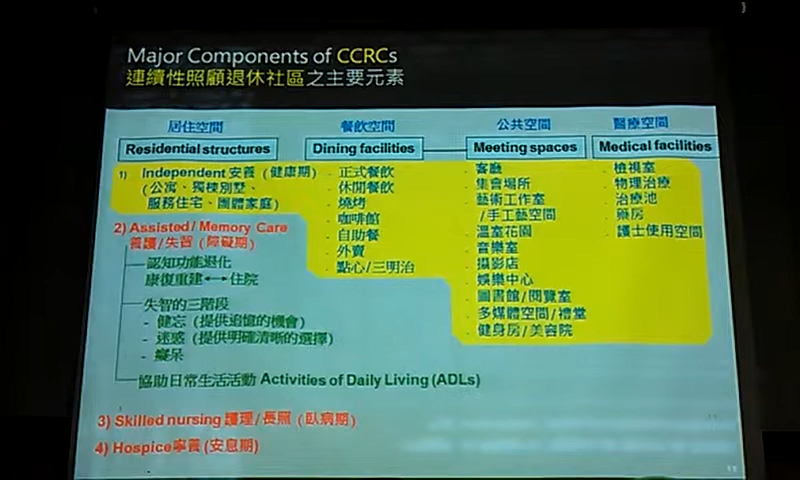 Major Components of CCRCs
連續性照顧退休社區之主要元素
居住空間
Residential structures
1) Independent 安養 (健康期)
(公寓、獨棟別墅、
服務住宅、團體家庭)
2) Assisted / Memory Care
養護/失智 (障礙期)
認知功能退化
康復重建↔住院
失智的三階段
- 健忘 (提供追憶的機會)
- 迷惑 (提供明確清晰的選擇)
- 癡呆
協助日常生活活動 Activities of Daily Living (ADLs)
3) Skilled nursing 護理/長照 (臥病期)
4) Hospice寧養 (安息期)
餐飲空間
Dining facilities
. 正式餐飲
. 休閒餐飲
. 燒烤
. 咖啡館
. 自助餐
. 外賣
. 點心/三明治
公共空間
Meeting spaces
. 客廳
. 集會場所
. 藝術工作室
/手工藝空間
. 溫室花園
. 音樂室
. 攝影店
. 娛樂中心
. 圖書館/閱覽室
. 多媒體空間/禮堂
. 健身房/美容院
醫療空間
Medical facilities
. 檢視室
. 物理治療
. 治療池
. 藥房
. 護士使用空間